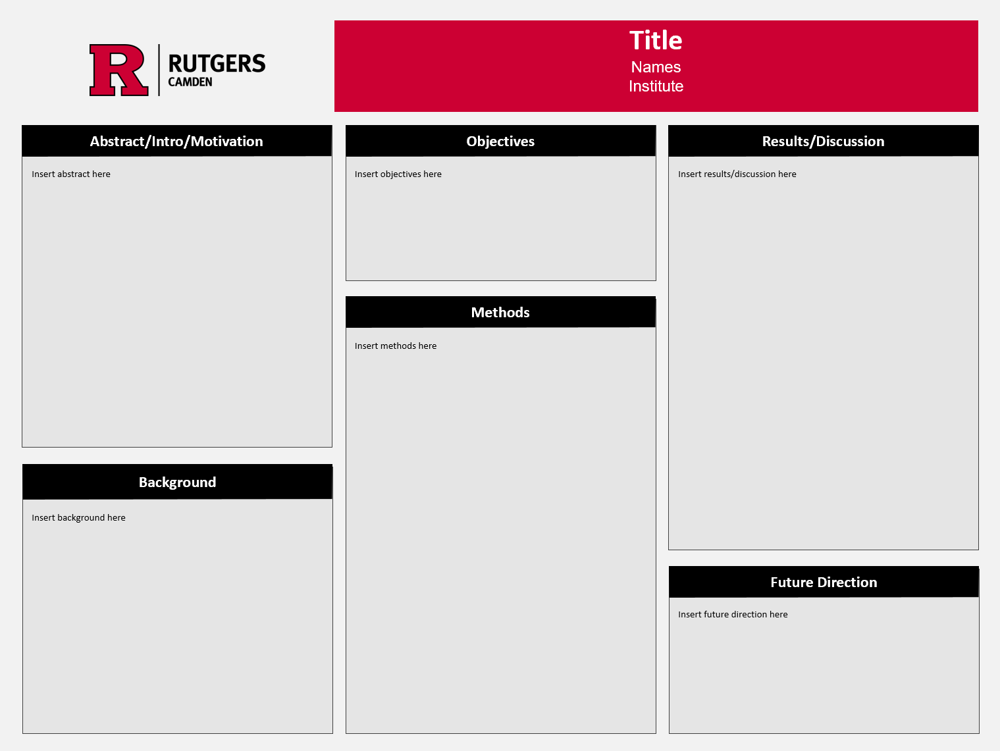 R
RUTGERS
CAMDEN
Title
Names
Institute
Abstract/Intro/Motivation
Insert abstract here
Background
Insert background here
Objectives
Insert objectives here
Methods
Insert methods here
Results/Discussion
Insert results/discussion here
Future Direction
Insert future direction here